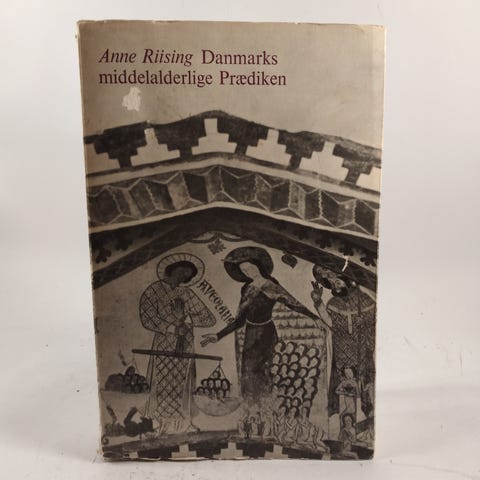 Anne Riising Danmarks
middelalderlige Prædiken